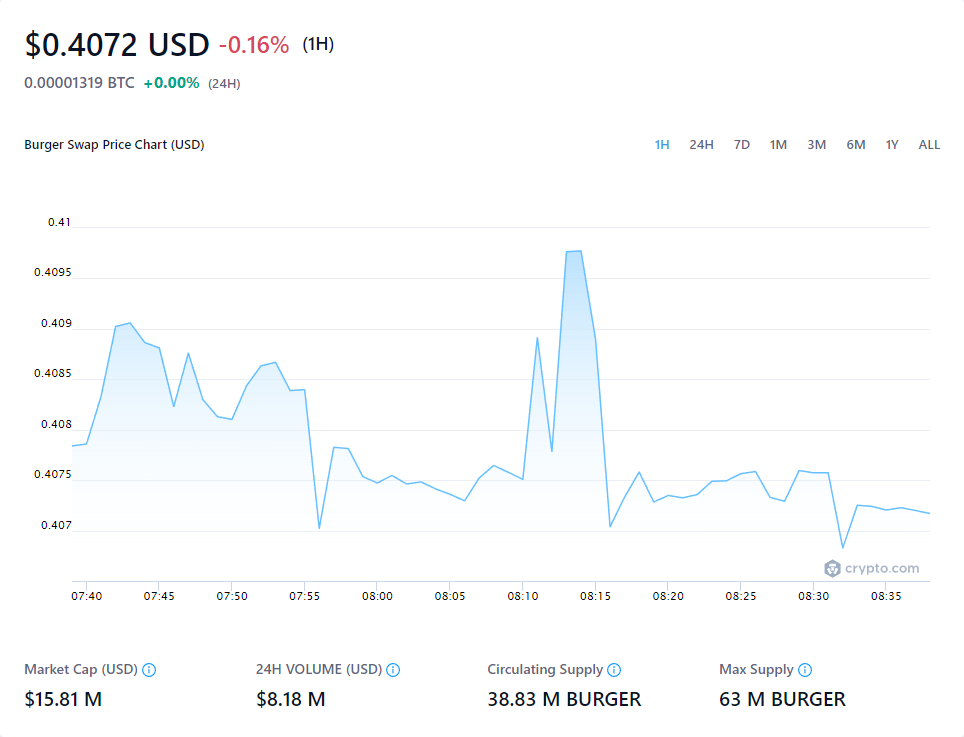 $0.4072 USD -0.16% (1H)
0.00001319 BTC +0.00% (24H)
Burger Swap Price Chart (USD) 1H 24H 7D 1M 3M 6M 1Y ALL
0.41
0.4095
0.409
0.4085
0.408
0.4075
0.407
crypto.com
07:40 07:45 07:50 07:55 08:00 08:05 08:10 08:15 08:20 08:25 08:30 08:35
Market Cap (USD) 24H VOLUME (USD) Circulating Supply Max Supply
$15.81 M $8.18 M 38.83 M BURGER 63 M BURGER